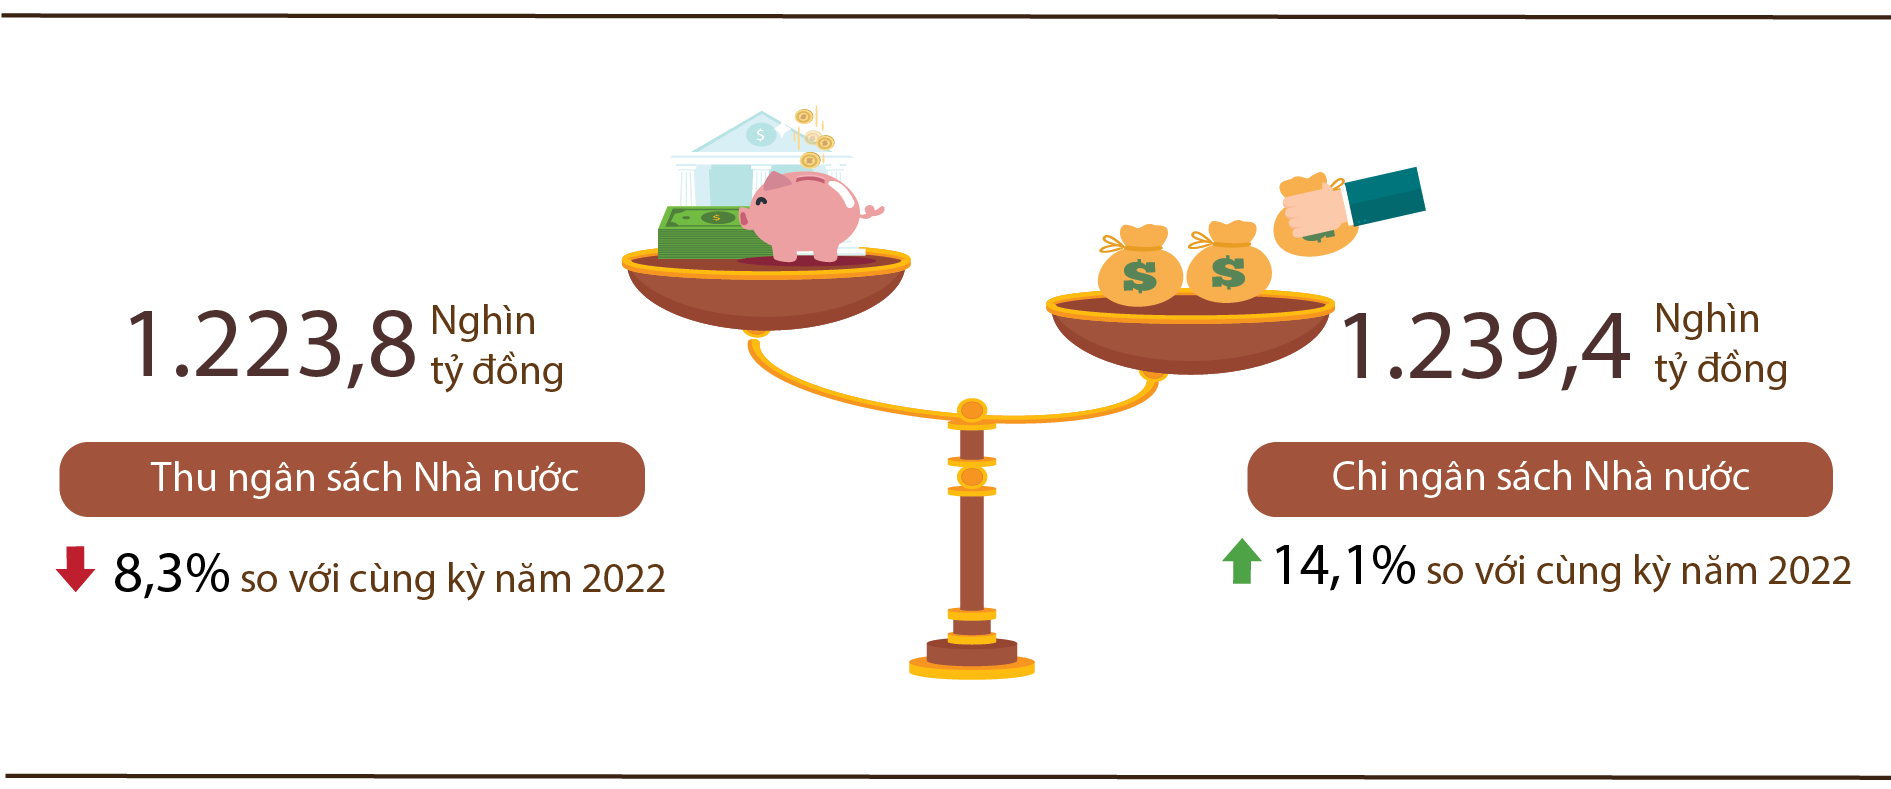 1.223,8 Nghìn
tỷ đồng
Thu ngân sách Nhà nước
8,3% so với cùng kỳ năm 2022
$
$
$
$
$
1.239,4 Nghìn
tỷ đồng
Chi ngân sách Nhà nước
14,1% so với cùng kỳ năm 2022